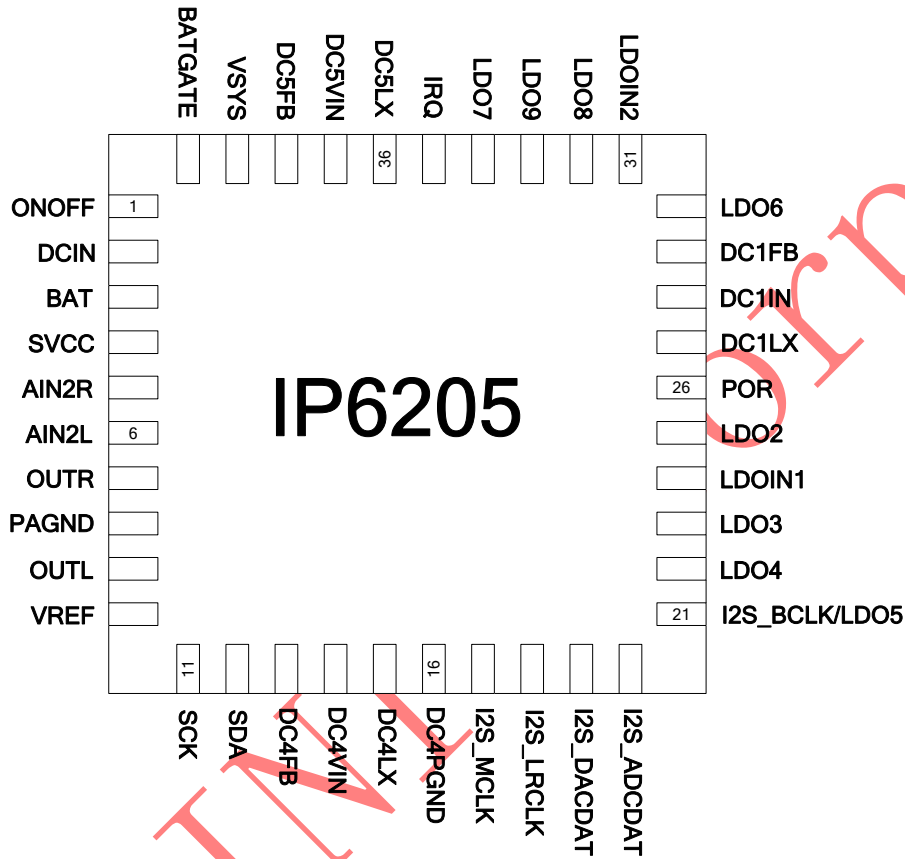 BATGATE
VSYS
DC5FB
DC5VIN
DC5LX
IRQ
LDO7
LDO9
LDO8
LDOIN2
36
31
ONOFF
1
DCIN
BAT
SVCC
AIN2R
AIN2L
6
OUTR
PAGND
OUTL
VREF
IP6205
LDO6
DC1FB
DC1IN
DC1LX
26
POR
LDO2
LDOIN1
LDO3
LDO4
21
I2S_BCLK/LDO5
11
16
SCK
SDA
DC4FB
DC4VIN
DC4LX
DC4PGND
I2S_MCLK
I2S_LRCLK
I2S_DACDAT
I2S_ADCDAT